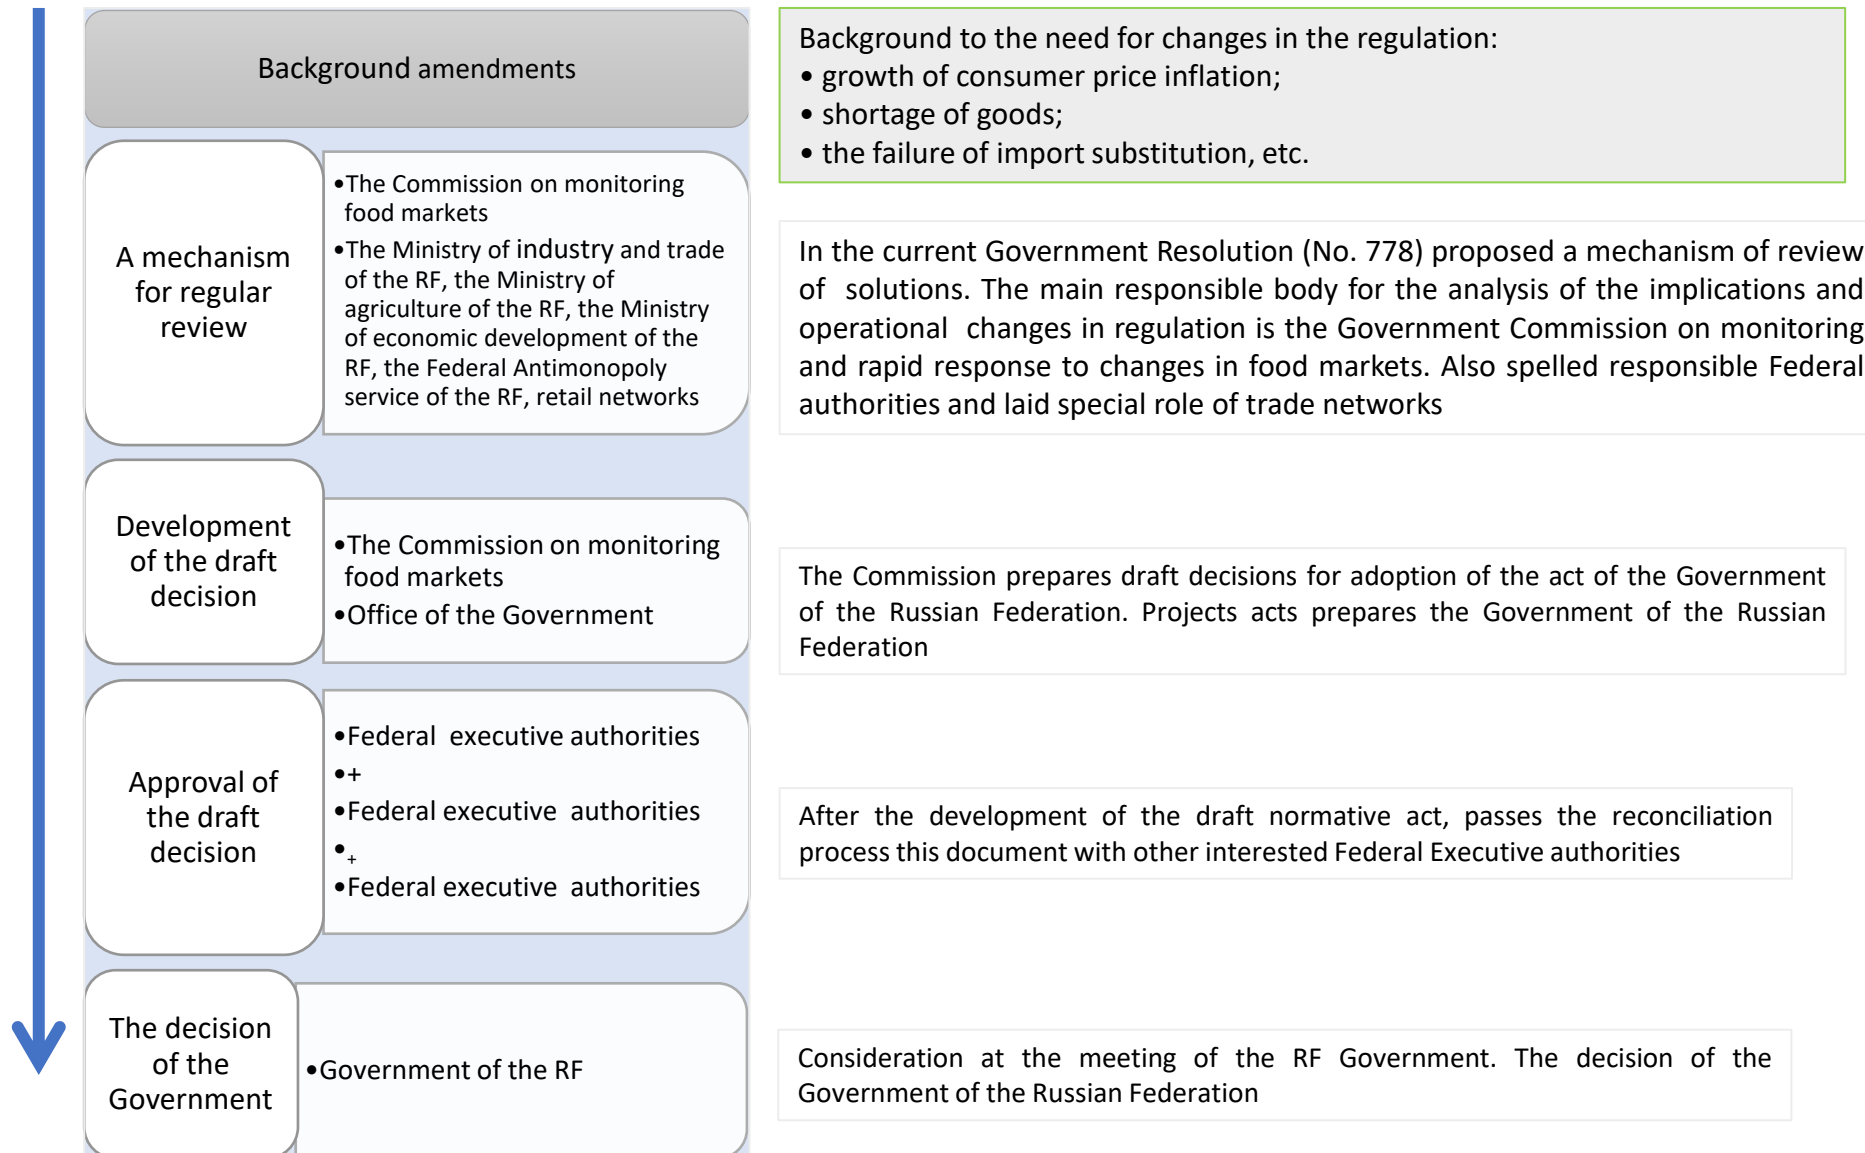 Background amendments
Background to the need for changes in the regulation:
• growth of consumer price inflation;
• shortage of goods;
• the failure of import substitution, etc.
A mechanism
for regular
review
•The Commission on monitoring
food markets
•The Ministry of industry and trade
of the RF, the Ministry of
agriculture of the RF, the Ministry
of economic development of the
RF, the Federal Antimonopoly
service of the RF, retail networks
In the current Government Resolution (No. 778) proposed a mechanism of review
of solutions. The main responsible body for the analysis of the implications and
operational changes in regulation is the Government Commission on monitoring
and rapid response to changes in food markets. Also spelled responsible Federal
authorities and laid special role of trade networks
Development
of the draft
decision
•The Commission on monitoring
food markets
•Office of the Government
The Commission prepares draft decisions for adoption of the act of the Government
of the Russian Federation. Projects acts prepares the Government of the Russian
Federation
Approval of
the draft
decision
•Federal executive authorities
•+
•Federal executive authorities
•+
•Federal executive authorities
After the development of the draft normative act, passes the reconciliation
process this document with other interested Federal Executive authorities
The decision
of the
Government
•Government of the RF
Consideration at the meeting of the RF Government. The decision of the
Government of the Russian Federation